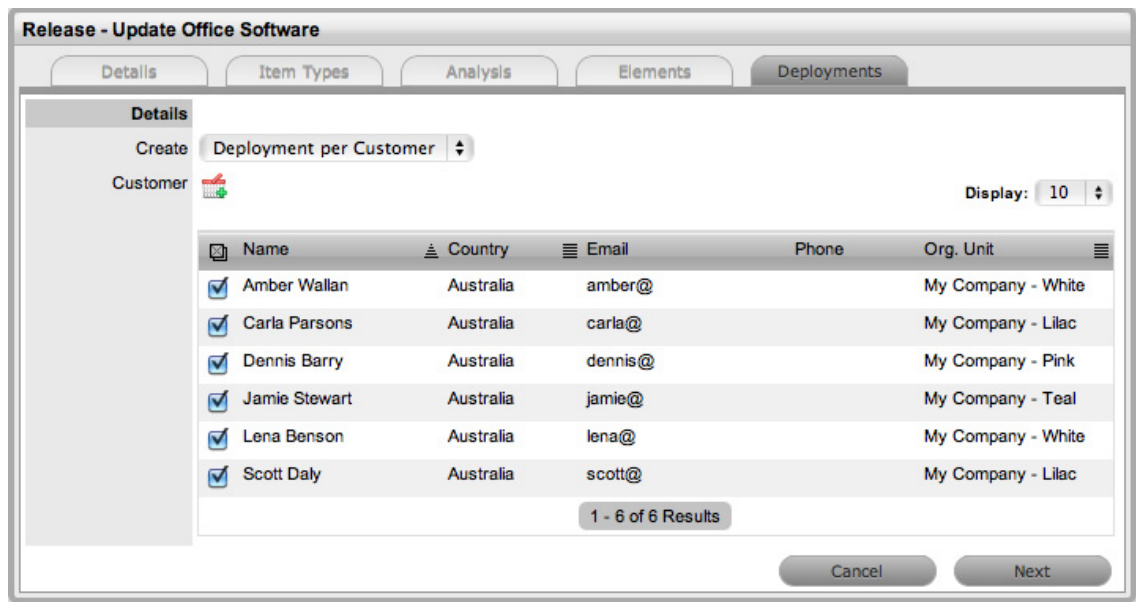 Release - Update Office Software
Details Item Types Analysis Elements Deployments
Details
Create Deployment per Customer
Customer
Display: 10
Name Country Email Phone Org. Unit
Amber Wallan Australia amber@ My Company - White
Carla Parsons Australia carla@ My Company - Lilac
Dennis Barry Australia dennis@ My Company - Pink
Jamie Stewart Australia jamie@ My Company - Teal
Lena Benson Australia lena@ My Company - White
Scott Daly Australia scott@ My Company - Lilac
1 - 6 of 6 Results
Cancel Next